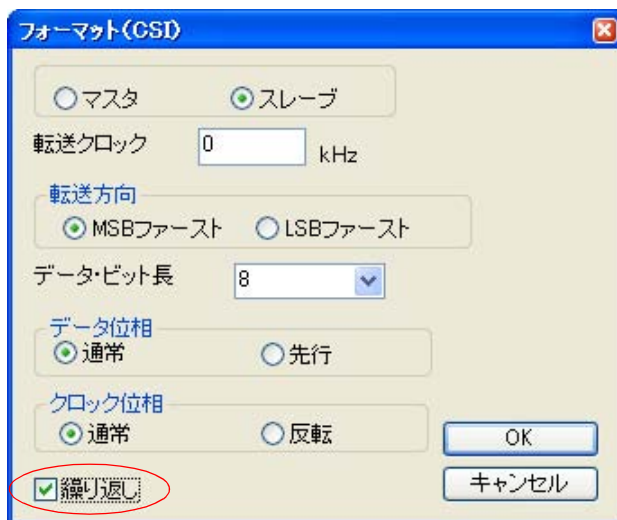 フォーマット(CSI)
マスタ スレーブ
転送クロック 0 kHz
転送方向
MSBファースト LSBファースト
データ・ビット長 8
データ位相
通常 先行
クロック位相
通常 反転
OK
繰り返し
キャンセル